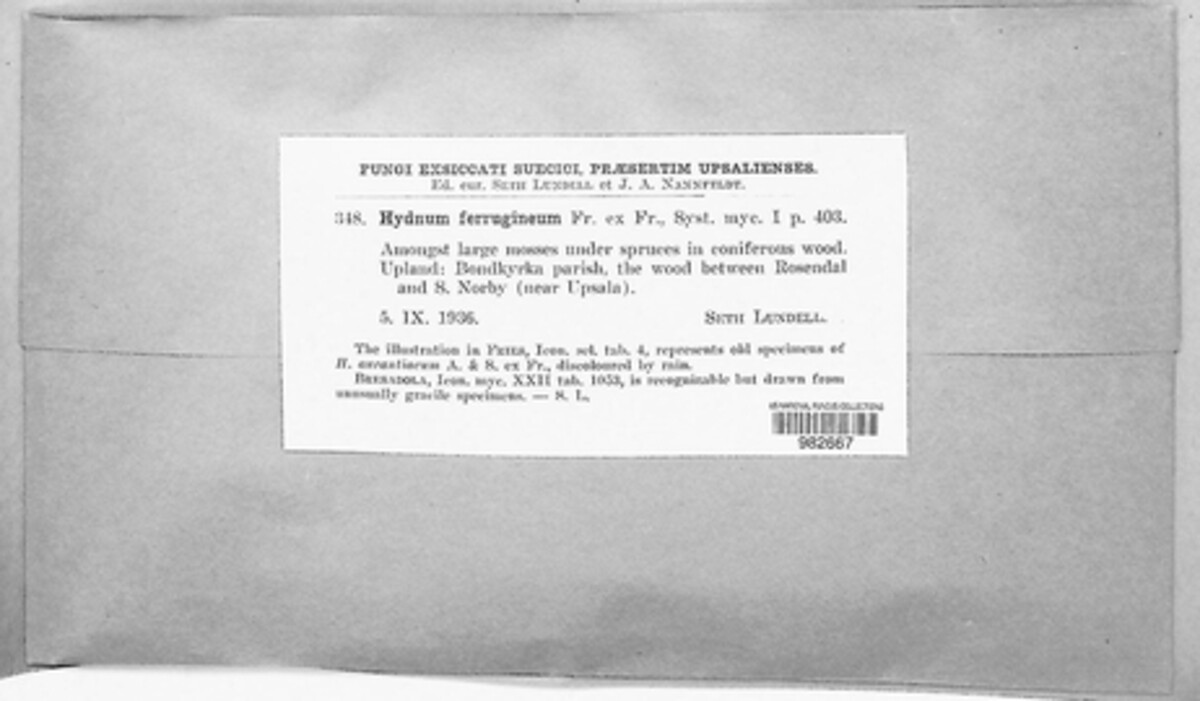 FUNGI EXSICCATI SUECICI, PRÆSERTIM UPSALIENSES.
Ed. cur. SETH LUNDELL et J. A. NANNFELDT.
348. Hydnum ferrugineum Fr. ex Fr., Syst. myc. I p. 403.
Amongst large mosses under spruces in coniferous wood.
Upland: Bondkyrka parish, the wood between Rosendal
and S. Norby (near Upsala).
5. IX. 1936. SETH LUNDELL.
The illustration in FRIES, Icon. sel. tab. 4, represents old specimens of
H. aurantiacum A. & S. ex Fr., discoloured by rain.
BRESADOLA, Icon. myc. XXII tab. 1053, is recognizable but drawn from
unusually gracile specimens. — S. L.
US NATIONAL FUNGUS COLLECTIONS
982667